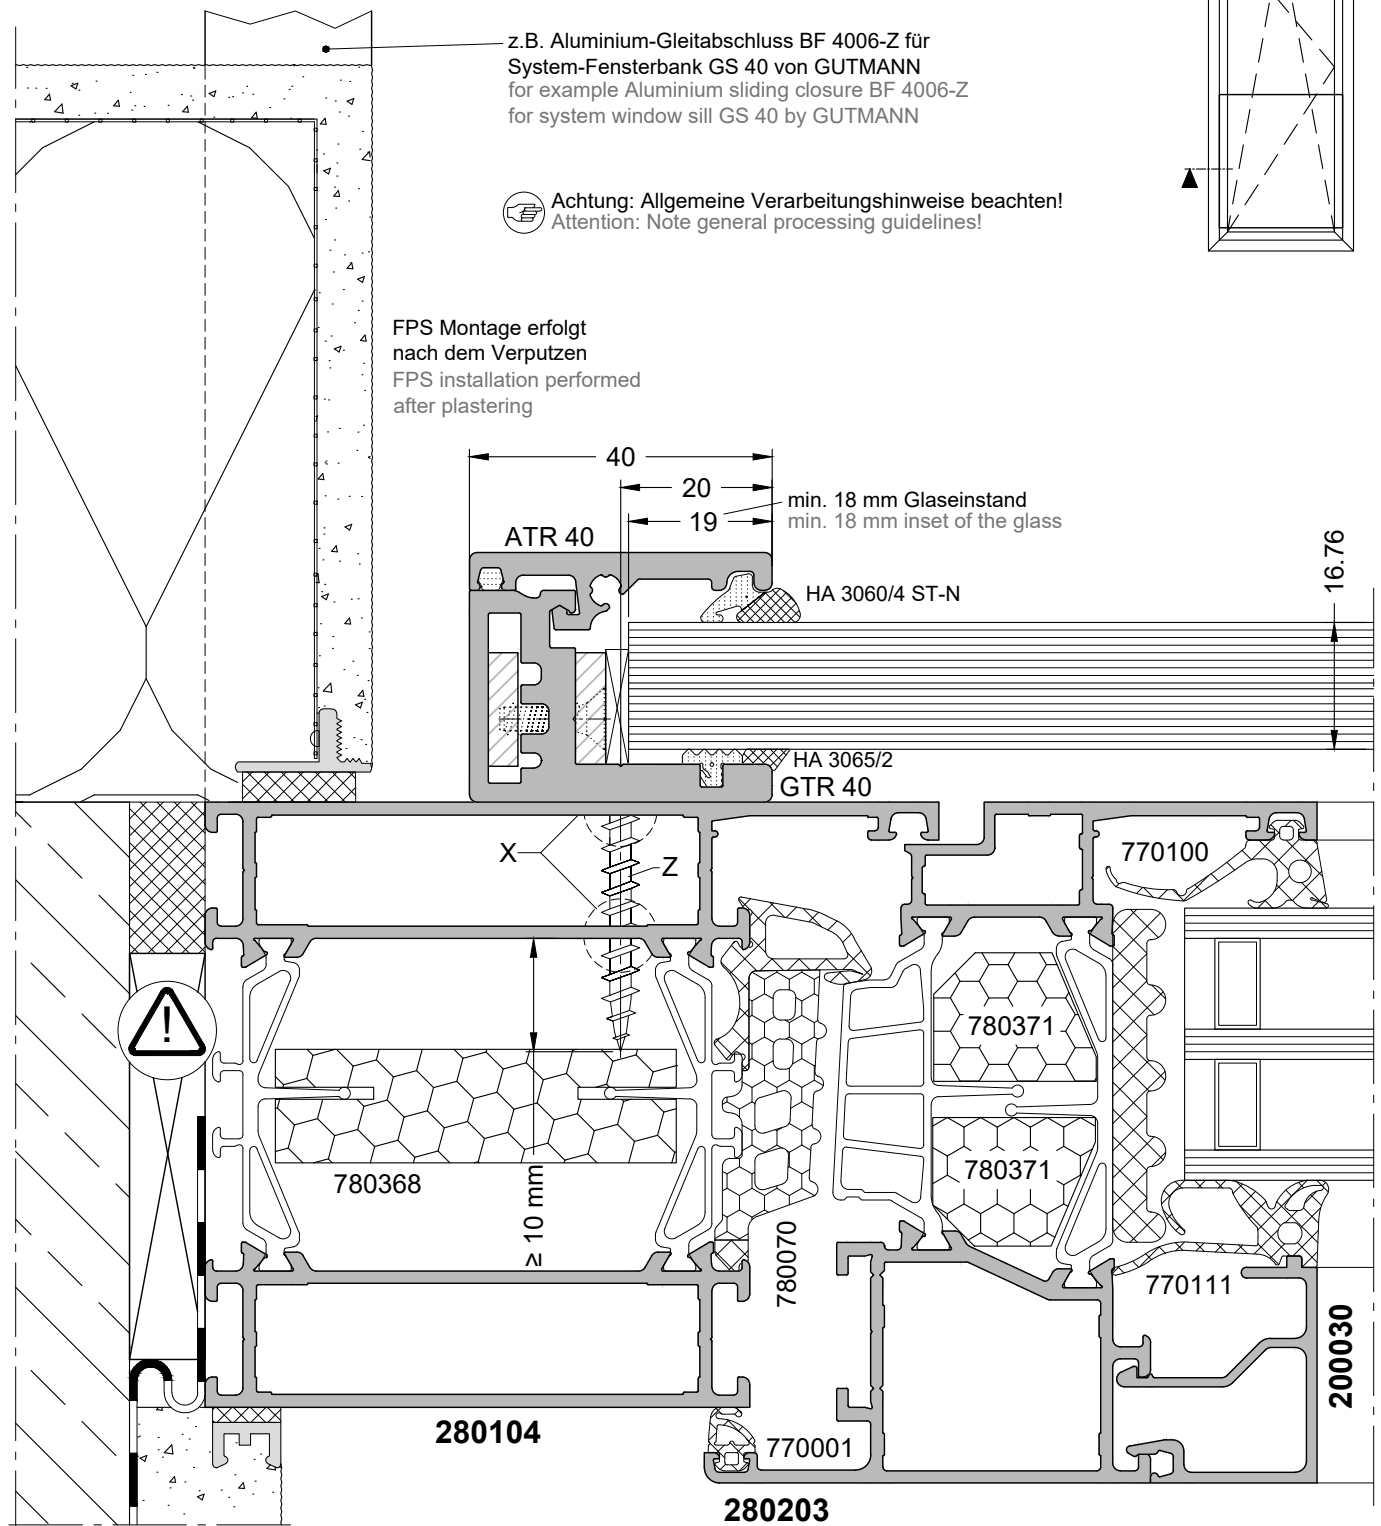 z.B. Aluminium-Gleitabschluss BF 4006-Z für
System-Fensterbank GS 40 von GUTMANN
for example Aluminium sliding closure BF 4006-Z
for system window sill GS 40 by GUTMANN
Achtung: Allgemeine Verarbeitungshinweise beachten!
Attention: Note general processing guidelines!
FPS Montage erfolgt
nach dem Verputzen
FPS installation performed
after plastering
40
20
19
min. 18 mm Glaseinstand
min. 18 mm inset of the glass
ATR 40
16.76
HA 3060/4 ST-N
HA 3065/2
GTR 40
X
Z
770100
!
780371
780371
780368
≥ 10 mm
780070
770111
200030
280104
770001
280203